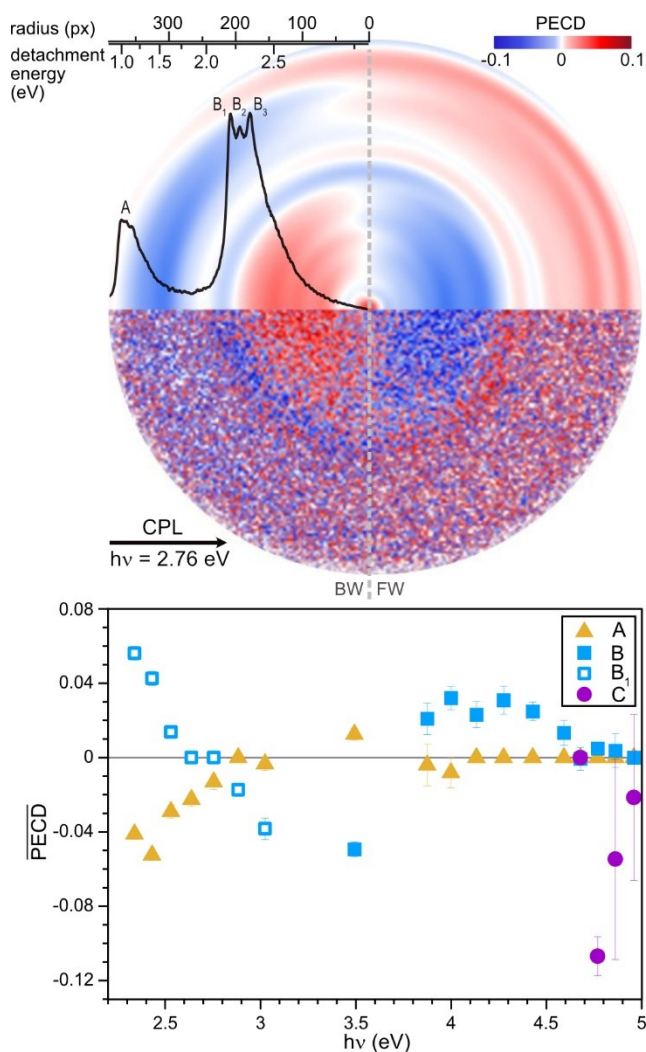 radius (px)
300 200 100 0
detachment
energy
(eV)
1.0 1.5 2.0 2.5
PECD
-0.1 0 0.1
B₁ B₂ B₃
A
CPL
hν = 2.76 eV
BW FW
0.08
0.04
0
-0.04
-0.08
-0.12
PECD
A
B
B₁
C
2.5 3 3.5 4 4.5 5
hν (eV)